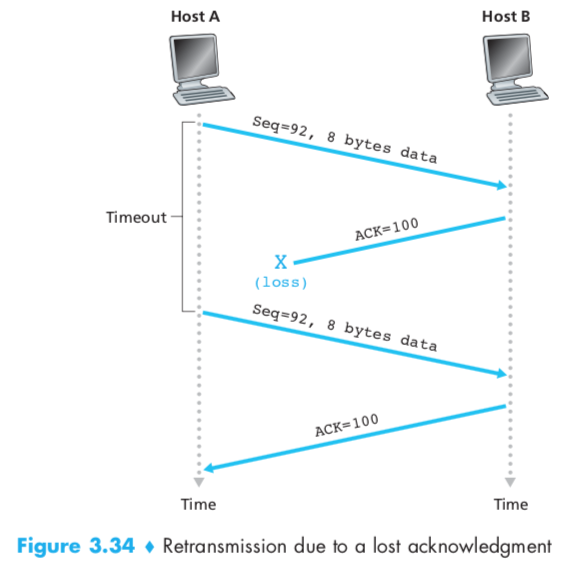 Host A
Host B
Seq=92, 8 bytes data
Timeout
ACK=100
X
(loss)
Seq=92, 8 bytes data
ACK=100
Time
Time
Figure 3.34 ♦ Retransmission due to a lost acknowledgment